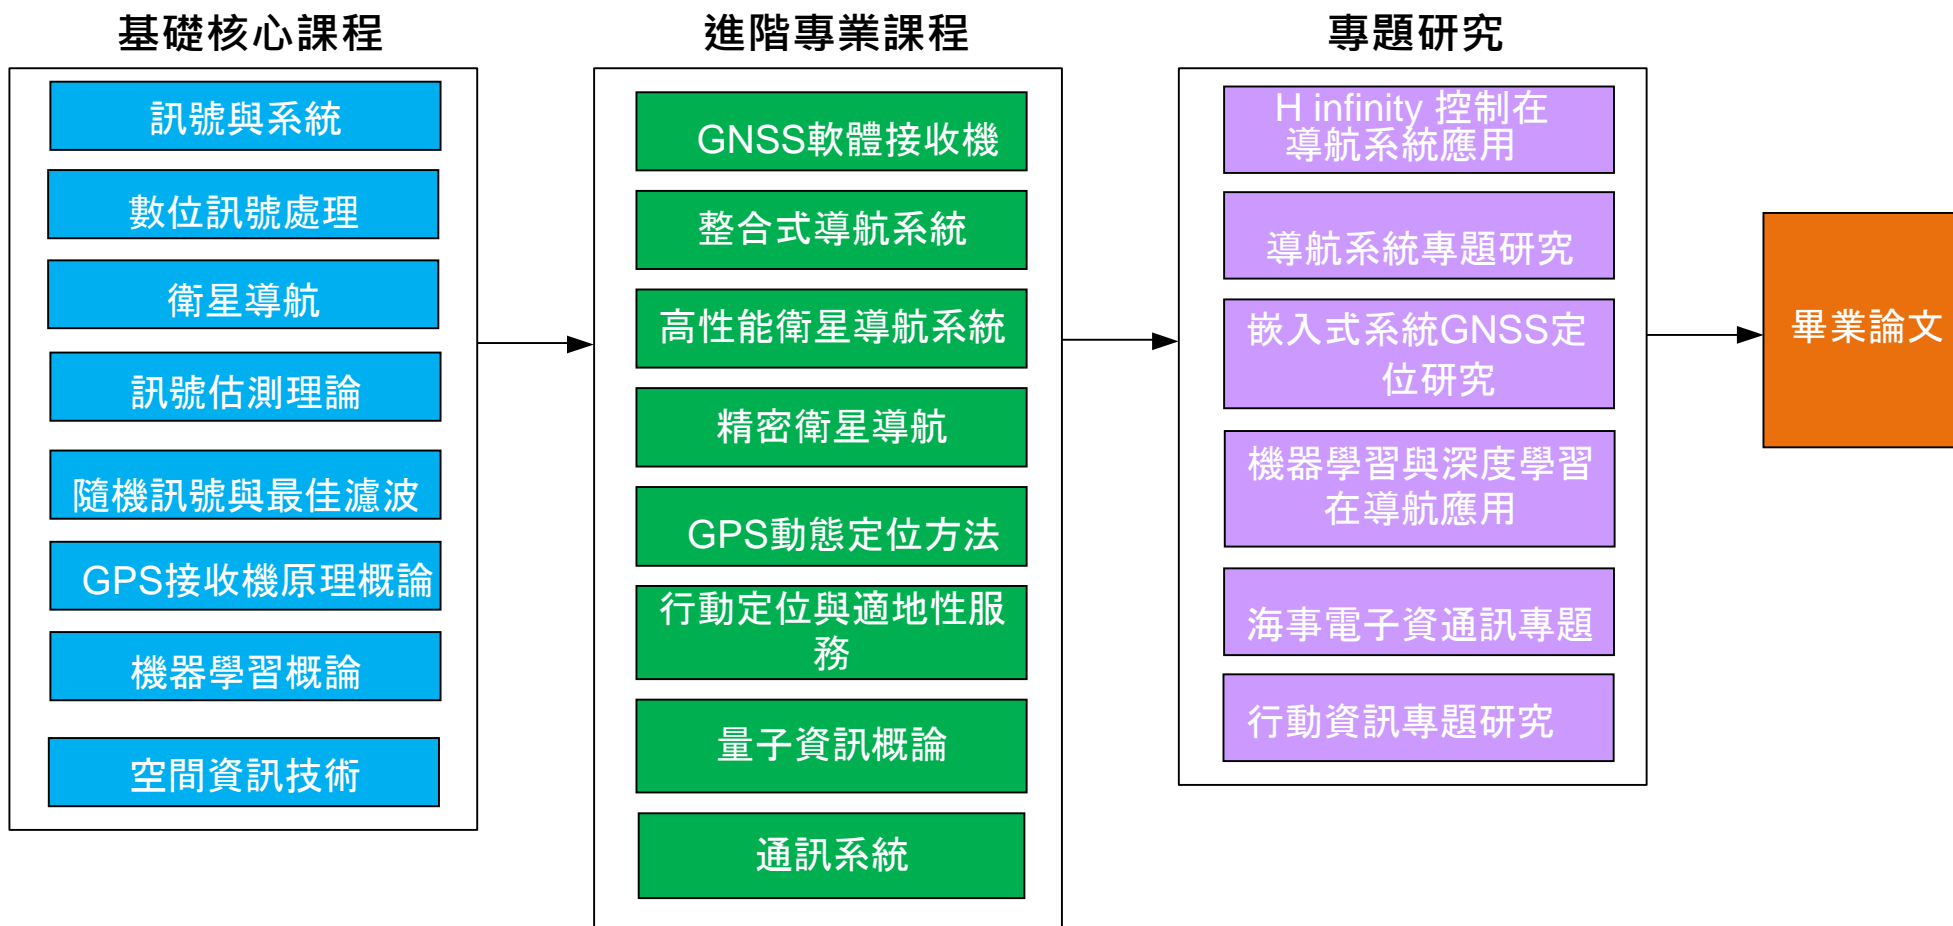 基礎核心課程
訊號與系統
數位訊號處理
衛星導航
訊號估測理論
隨機訊號與最佳濾波
GPS接收機原理概論
機器學習概論
空間資訊技術
進階專業課程
GNSS軟體接收機
整合式導航系統
高性能衛星導航系統
精密衛星導航
GPS動態定位方法
行動定位與適地性服
務
量子資訊概論
通訊系統
專題研究
H infinity 控制在
導航系統應用
導航系統專題研究
嵌入式系統GNSS定
位研究
機器學習與深度學習
在導航應用
海事電子資通訊專題
行動資訊專題研究
畢業論文